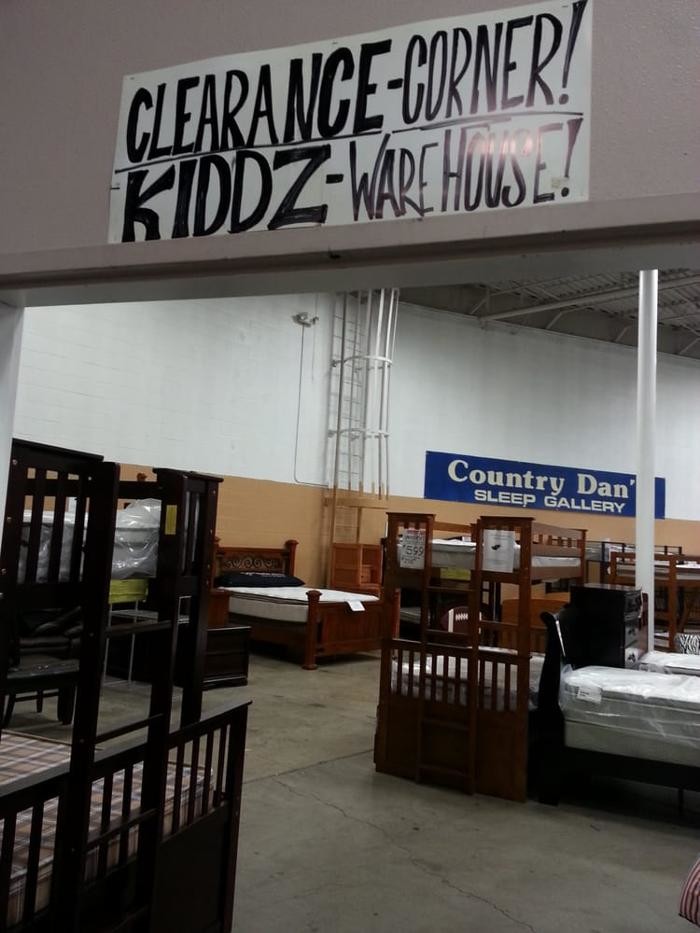 CLEARANCE-CORNER!
KIDDZ-WAREHOUSE!
Country Dan'
SLEEP GALLERY